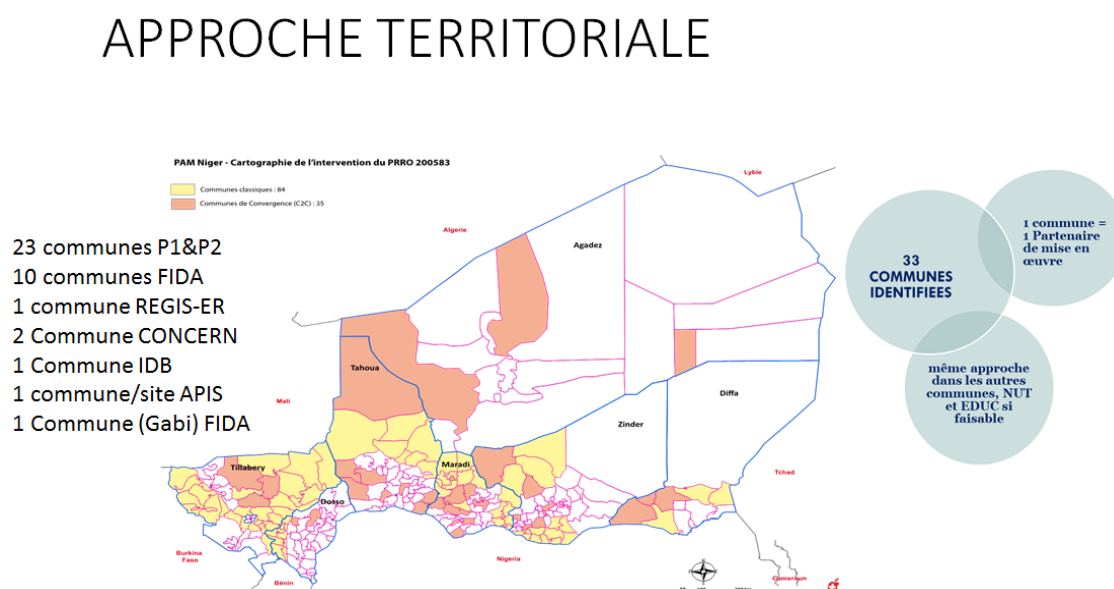 APPROCHE TERRITORIALE
PAM Niger - Cartographie de l'intervention du PRRO 200583
Communes classiques : 84
Communes de Convergence (C2C) : 35
23 communes P1&P2
10 communes FIDA
1 commune REGIS-ER
2 Commune CONCERN
1 Commune IDB
1 commune/site APIS
1 Commune (Gabi) FIDA
Lybie
Algerie
Agadez
Tahoua
Mali
Diffa
Zinder
Tillabery
Maradi
Dosso
Tchad
Burkina
Faso
Bénin
Nigeria
Cameroun
33
COMMUNES
IDENTIFIEES
1 commune =
1 Partenaire
de mise en
œuvre
même approche
dans les autres
communes, NUT
et EDUC si
faisable